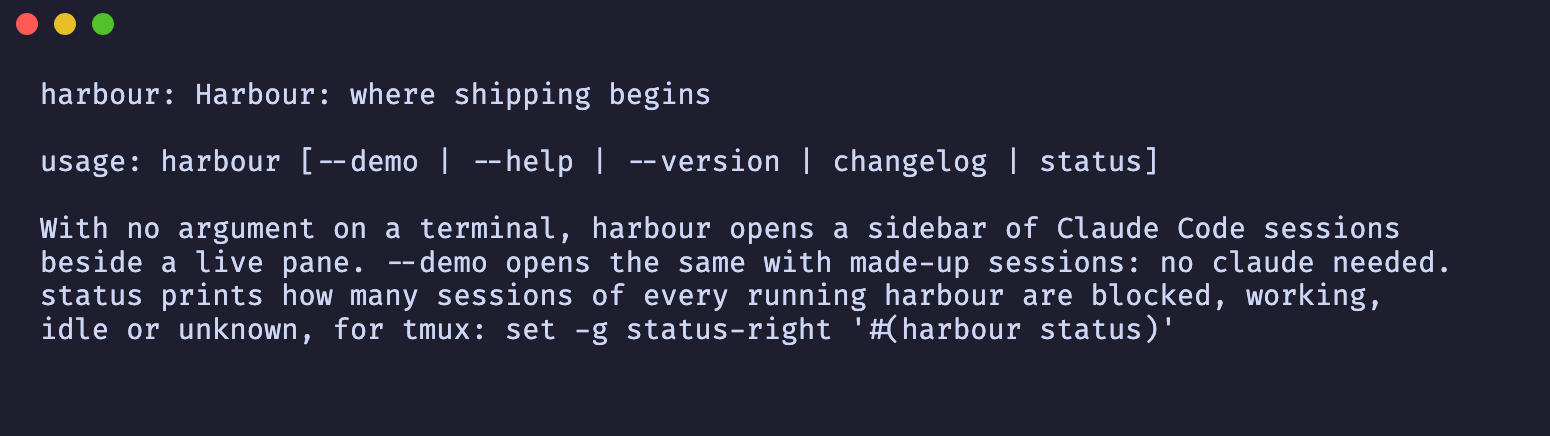 harbour: Harbour: where shipping begins
usage: harbour [--demo | --help | --version | changelog | status]
With no argument on a terminal, harbour opens a sidebar of Claude Code sessions
beside a live pane. --demo opens the same with made-up sessions: no claude needed.
status prints how many sessions of every running harbour are blocked, working,
idle or unknown, for tmux: set -g status-right '#(harbour status)'